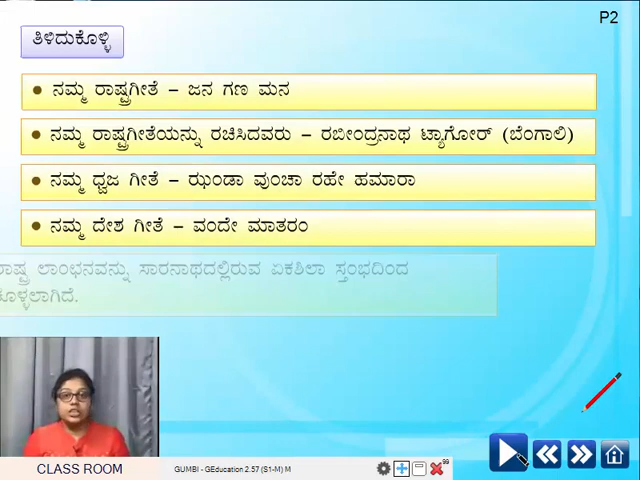 P2
ತಿಳಿದುಕೊಳ್ಳಿ
ನಮ್ಮ ರಾಷ್ಟ್ರಗೀತೆ – ಜನ ಗಣ ಮನ
ನಮ್ಮ ರಾಷ್ಟ್ರಗೀತೆಯನ್ನು ರಚಿಸಿದವರು – ರಬೀಂದ್ರನಾಥ ಟ್ಯಾಗೋರ್ (ಬೆಂಗಾಲಿ)
ನಮ್ಮ ಧ್ವಜ ಗೀತೆ – ಝಂಡಾ ವುಂಚಾ ರಹೇ ಹಮಾರಾ
ನಮ್ಮ ದೇಶ ಗೀತೆ – ವಂದೇ ಮಾತರಂ
ರಾಷ್ಟ್ರ ಲಾಂಛನವನ್ನು ಸಾರನಾಥದಲ್ಲಿರುವ ಏಕಶಿಲಾ ಸ್ತಂಭದಿಂದ
ಕೊಳ್ಳಲಾಗಿದೆ.
CLASS ROOM
GUMBI - GEducation 2.57 (S1-M) M
99